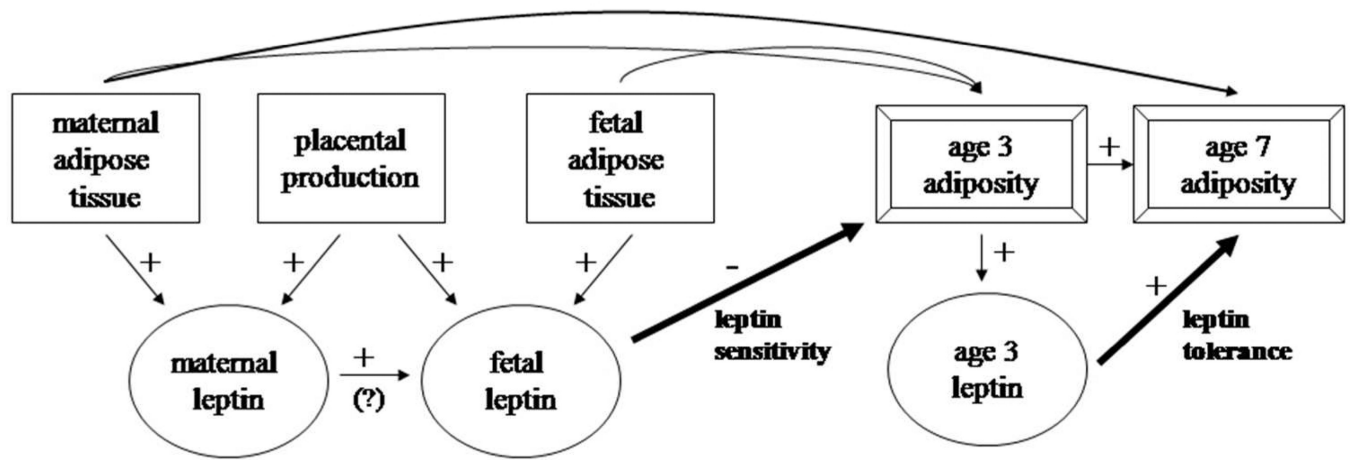 maternal
adipose
tissue
placental
production
fetal
adipose
tissue
age 3
adiposity
+
age 7
adiposity
+
+
+
+
-
+
+
leptin
sensitivity
leptin
tolerance
maternal
leptin
+
(?)
fetal
leptin
age 3
leptin